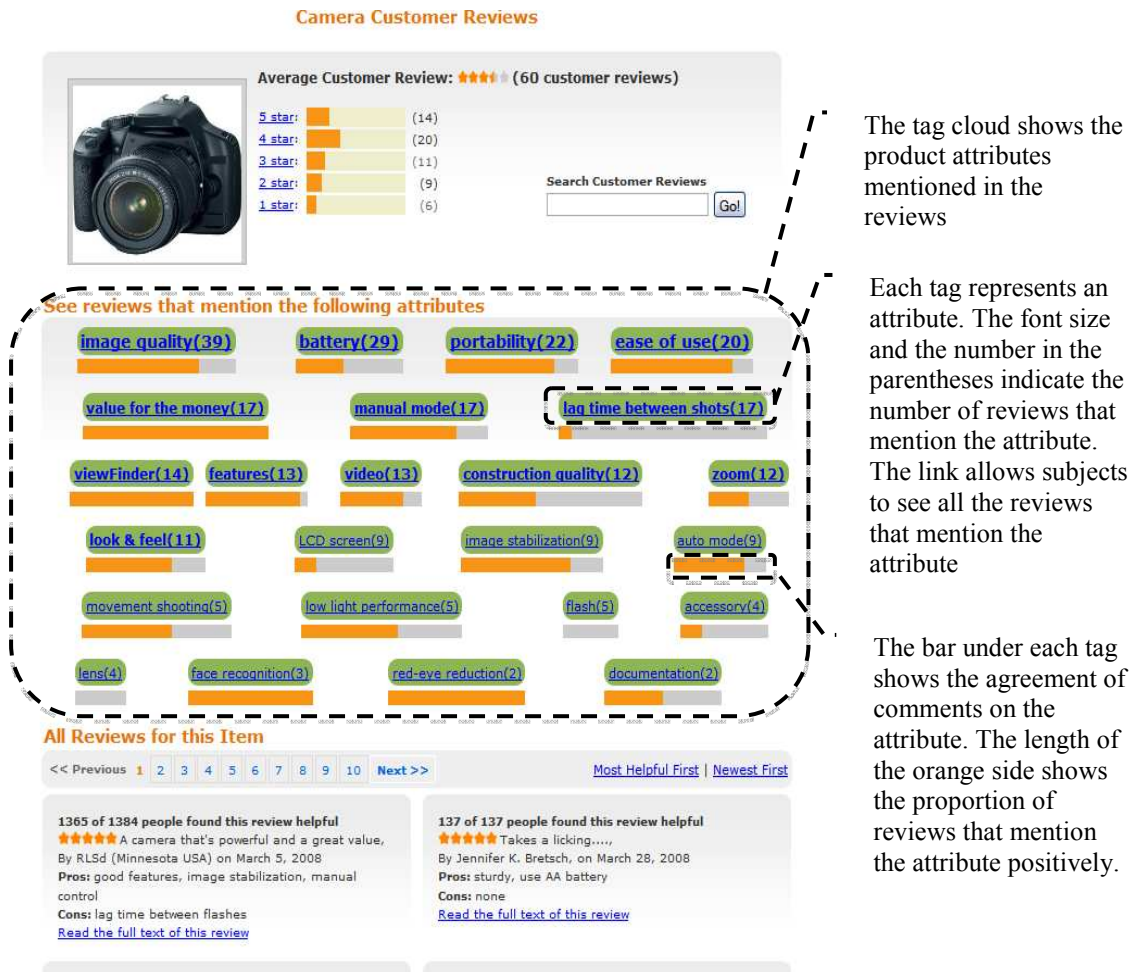 Camera Customer Reviews
Average Customer Review: (60 customer reviews)
5 star: (14)
4 star: (20)
3 star: (11)
2 star: (9)
1 star: (6)
Search Customer Reviews
Go!
The tag cloud shows the
product attributes
mentioned in the
reviews
See reviews that mention the following attributes
image quality(39) battery(29) portability(22) ease of use(20)
value for the money(17) manual mode(17) lag time between shots(17)
viewFinder(14) features(13) video(13) construction quality(12) zoom(12)
look & feel(11) LCD screen(9) image stabilization(9) auto mode(9)
movement shooting(5) low light performance(5) flash(5) accessory(4)
lens(4) face recognition(3) red-eye reduction(2) documentation(2)
Each tag represents an
attribute. The font size
and the number in the
parentheses indicate the
number of reviews that
mention the attribute.
The link allows subjects
to see all the reviews
that mention the
attribute
The bar under each tag
shows the agreement of
comments on the
attribute. The length of
the orange side shows
the proportion of
reviews that mention
the attribute positively.
All Reviews for this Item
<< Previous 1 2 3 4 5 6 7 8 9 10 Next >>
Most Helpful First | Newest First
1365 of 1384 people found this review helpful
A camera that's powerful and a great value,
By RLSd (Minnesota USA) on March 5, 2008
Pros: good features, image stabilization, manual
control
Cons: lag time between flashes
Read the full text of this review
137 of 137 people found this review helpful
Takes a licking....,
By Jennifer K. Bretsch, on March 28, 2008
Pros: sturdy, use AA battery
Cons: none
Read the full text of this review